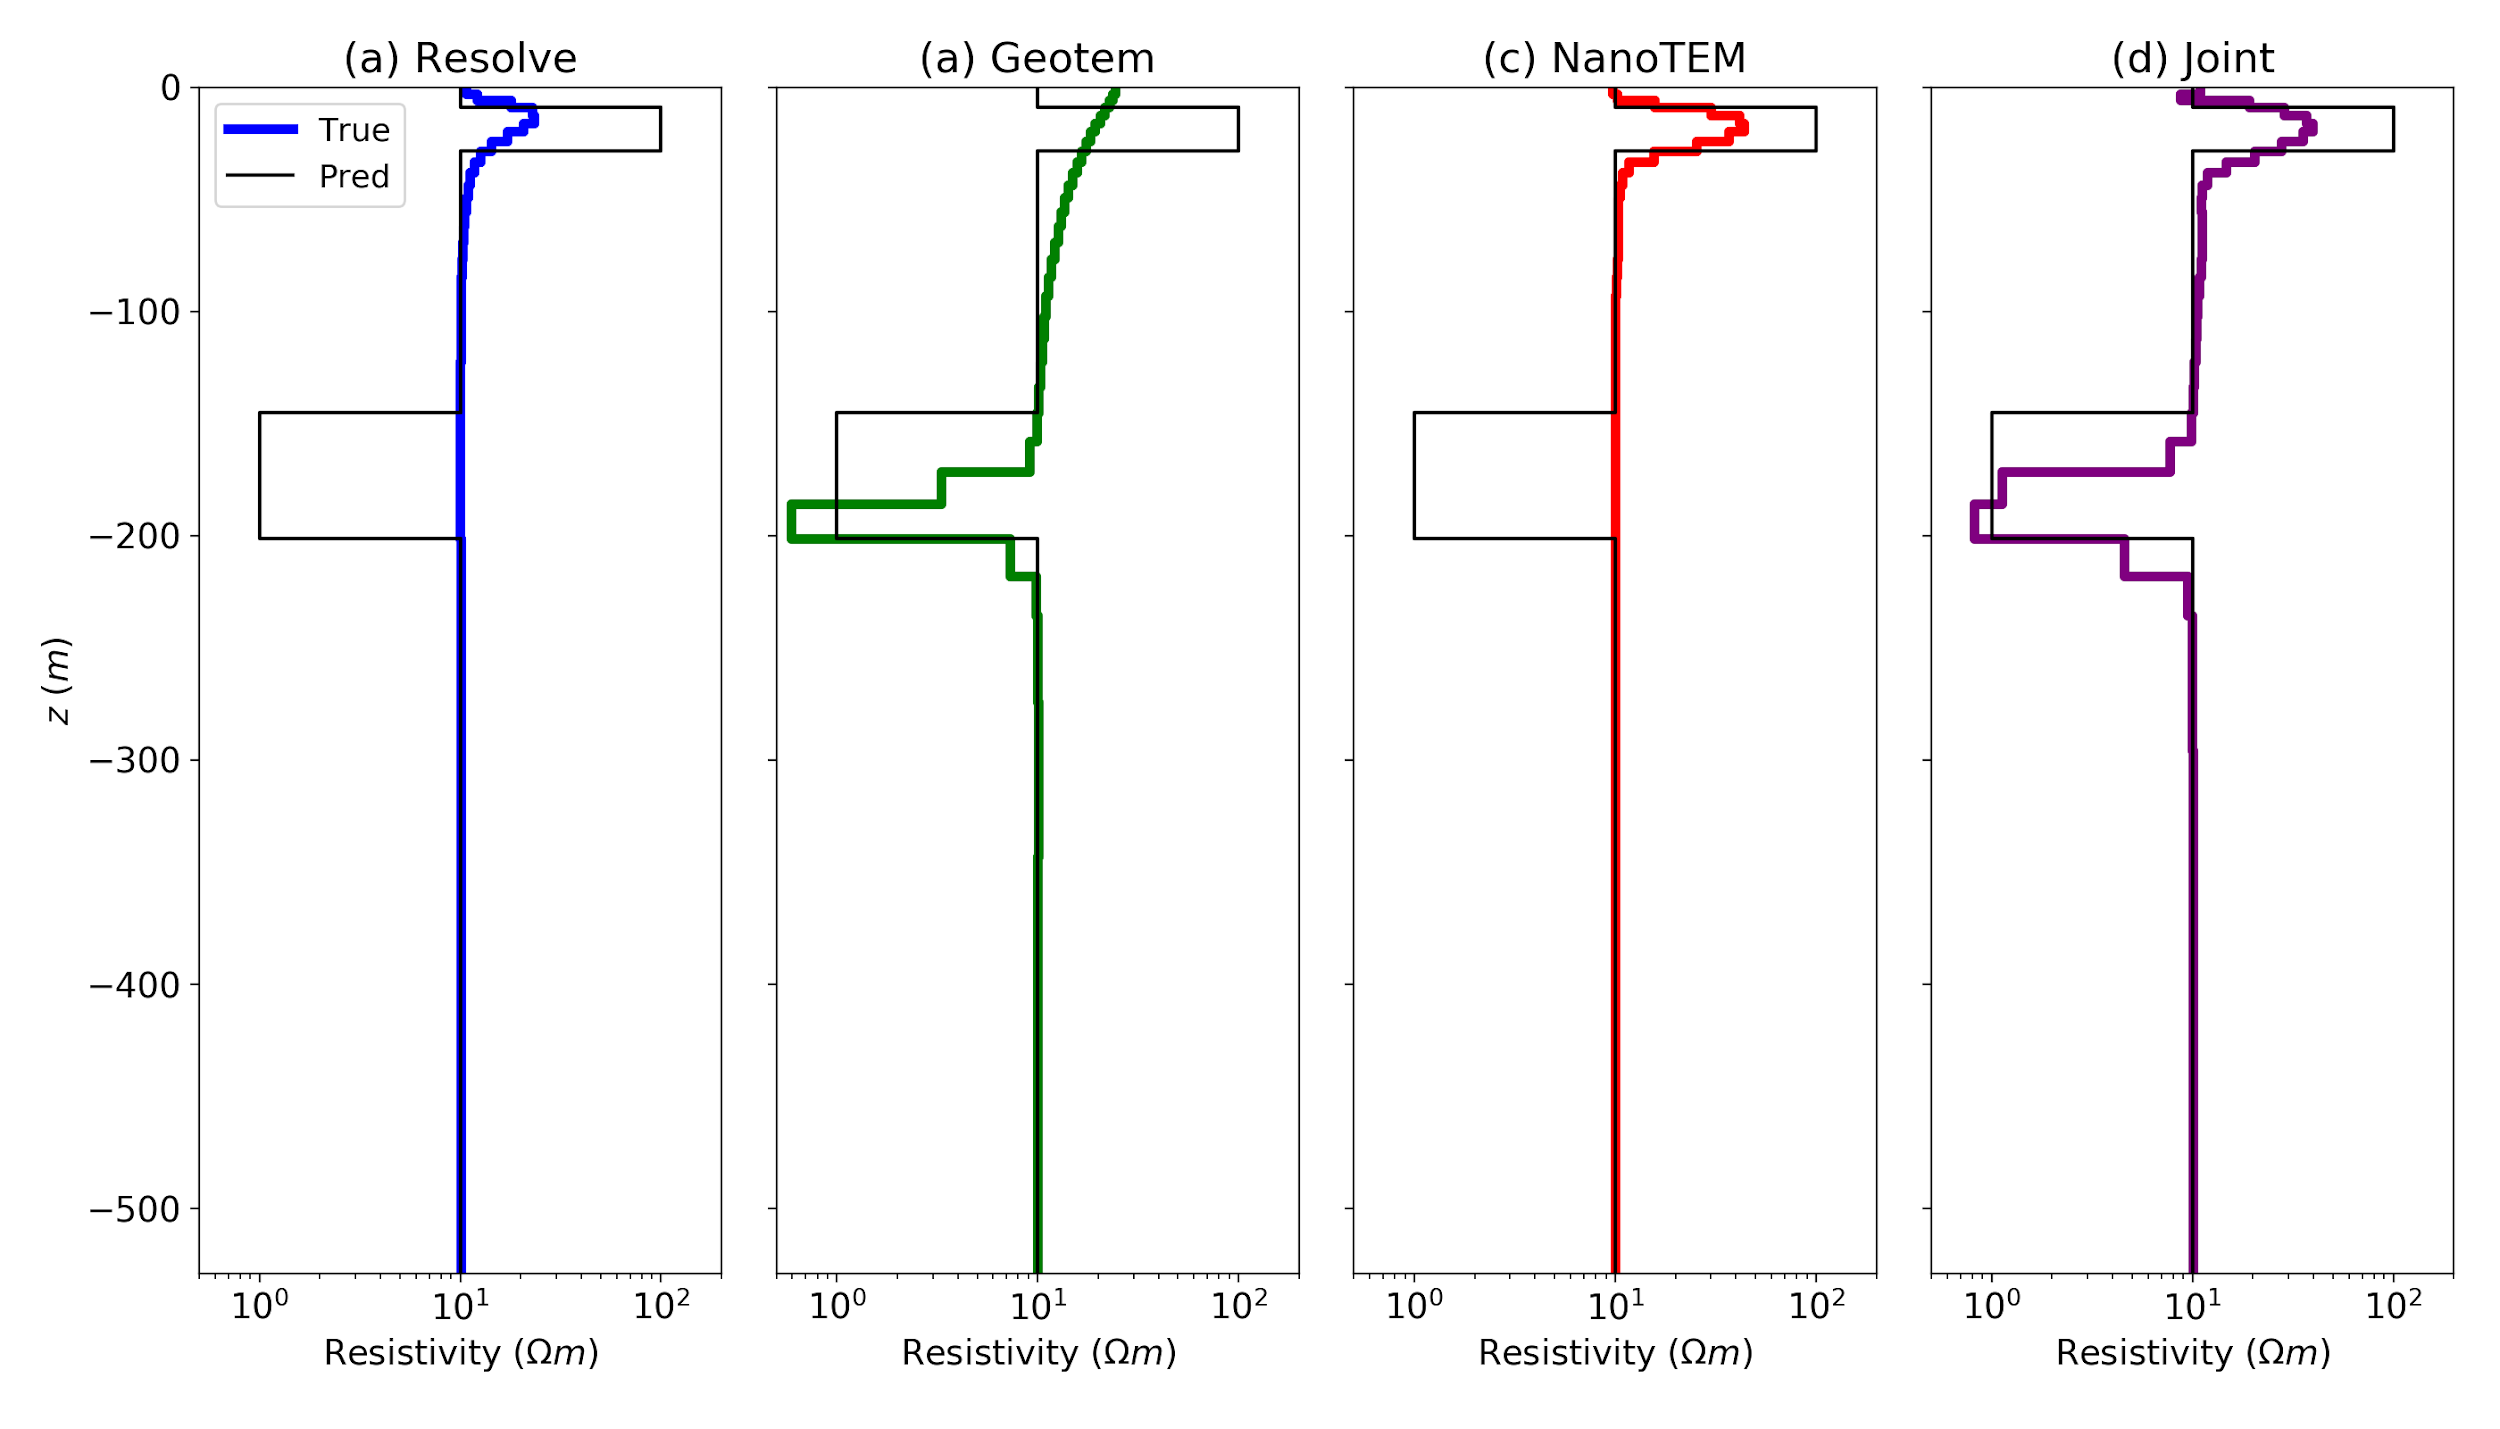 (a) Resolve
(a) Geotem
(c) NanoTEM
(d) Joint
True
Pred
0
−100
−200
−300
−400
−500
z (m)
10⁰ 10¹ 10²
10⁰ 10¹ 10²
10⁰ 10¹ 10²
10⁰ 10¹ 10²
Resistivity (Ωm)
Resistivity (Ωm)
Resistivity (Ωm)
Resistivity (Ωm)